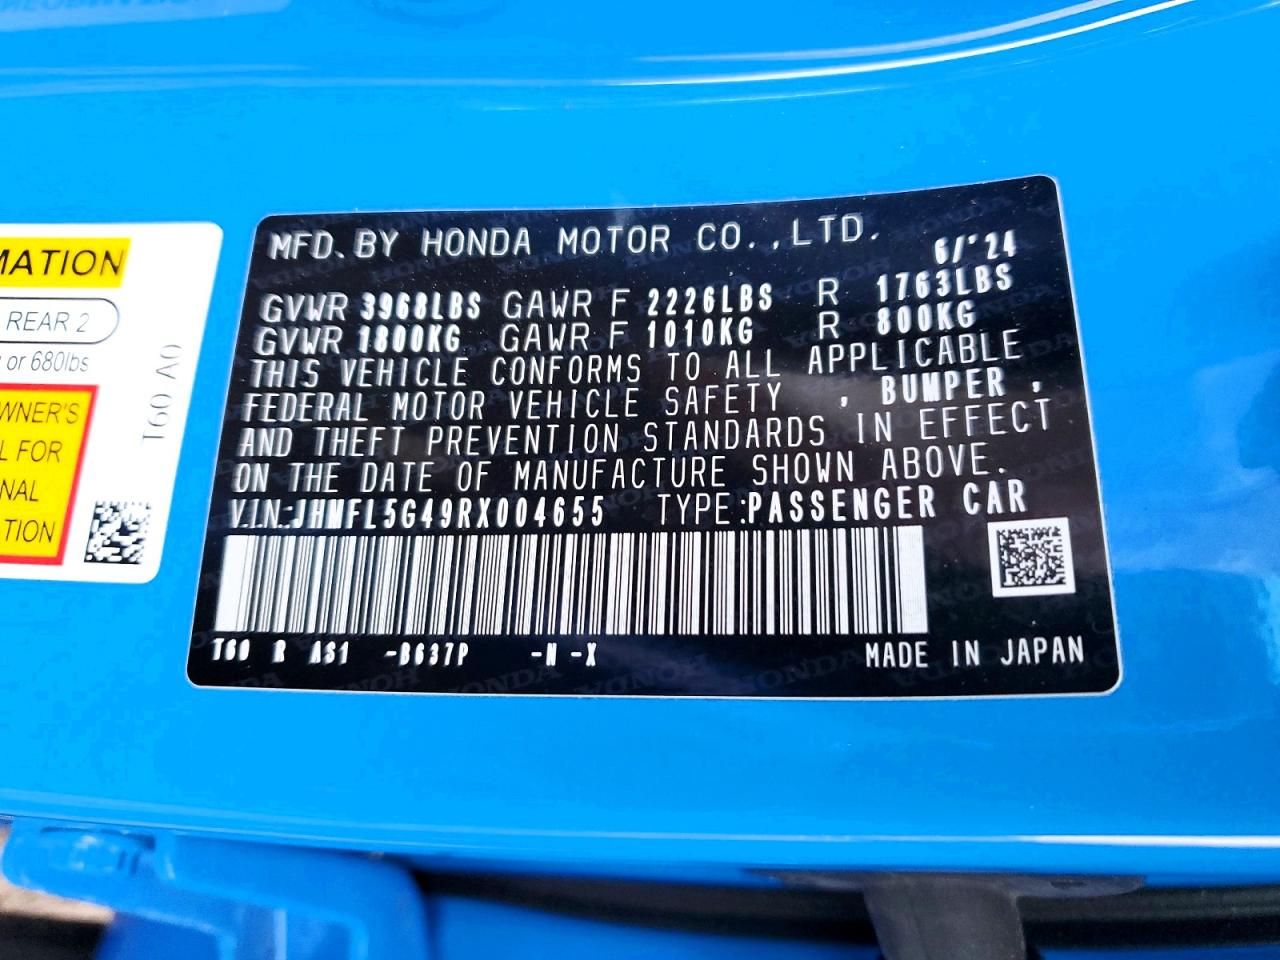 MATION
REAR 2
or 680lbs
WNER'S
L FOR
NAL
TION
T60 A0
MFD. BY HONDA MOTOR CO., LTD.
6/'24
GVWR 3968LBS GAWR F 2226LBS R 1763LBS
GVWR 1800KG GAWR F 1010KG R 800KG
THIS VEHICLE CONFORMS TO ALL APPLICABLE
FEDERAL MOTOR VEHICLE SAFETY , BUMPER ,
AND THEFT PREVENTION STANDARDS IN EFFECT
ON THE DATE OF MANUFACTURE SHOWN ABOVE.
V.I.N.:JHMFL5G49RX004655 TYPE:PASSENGER CAR
T60 R AS1 -B637P -N -X
MADE IN JAPAN